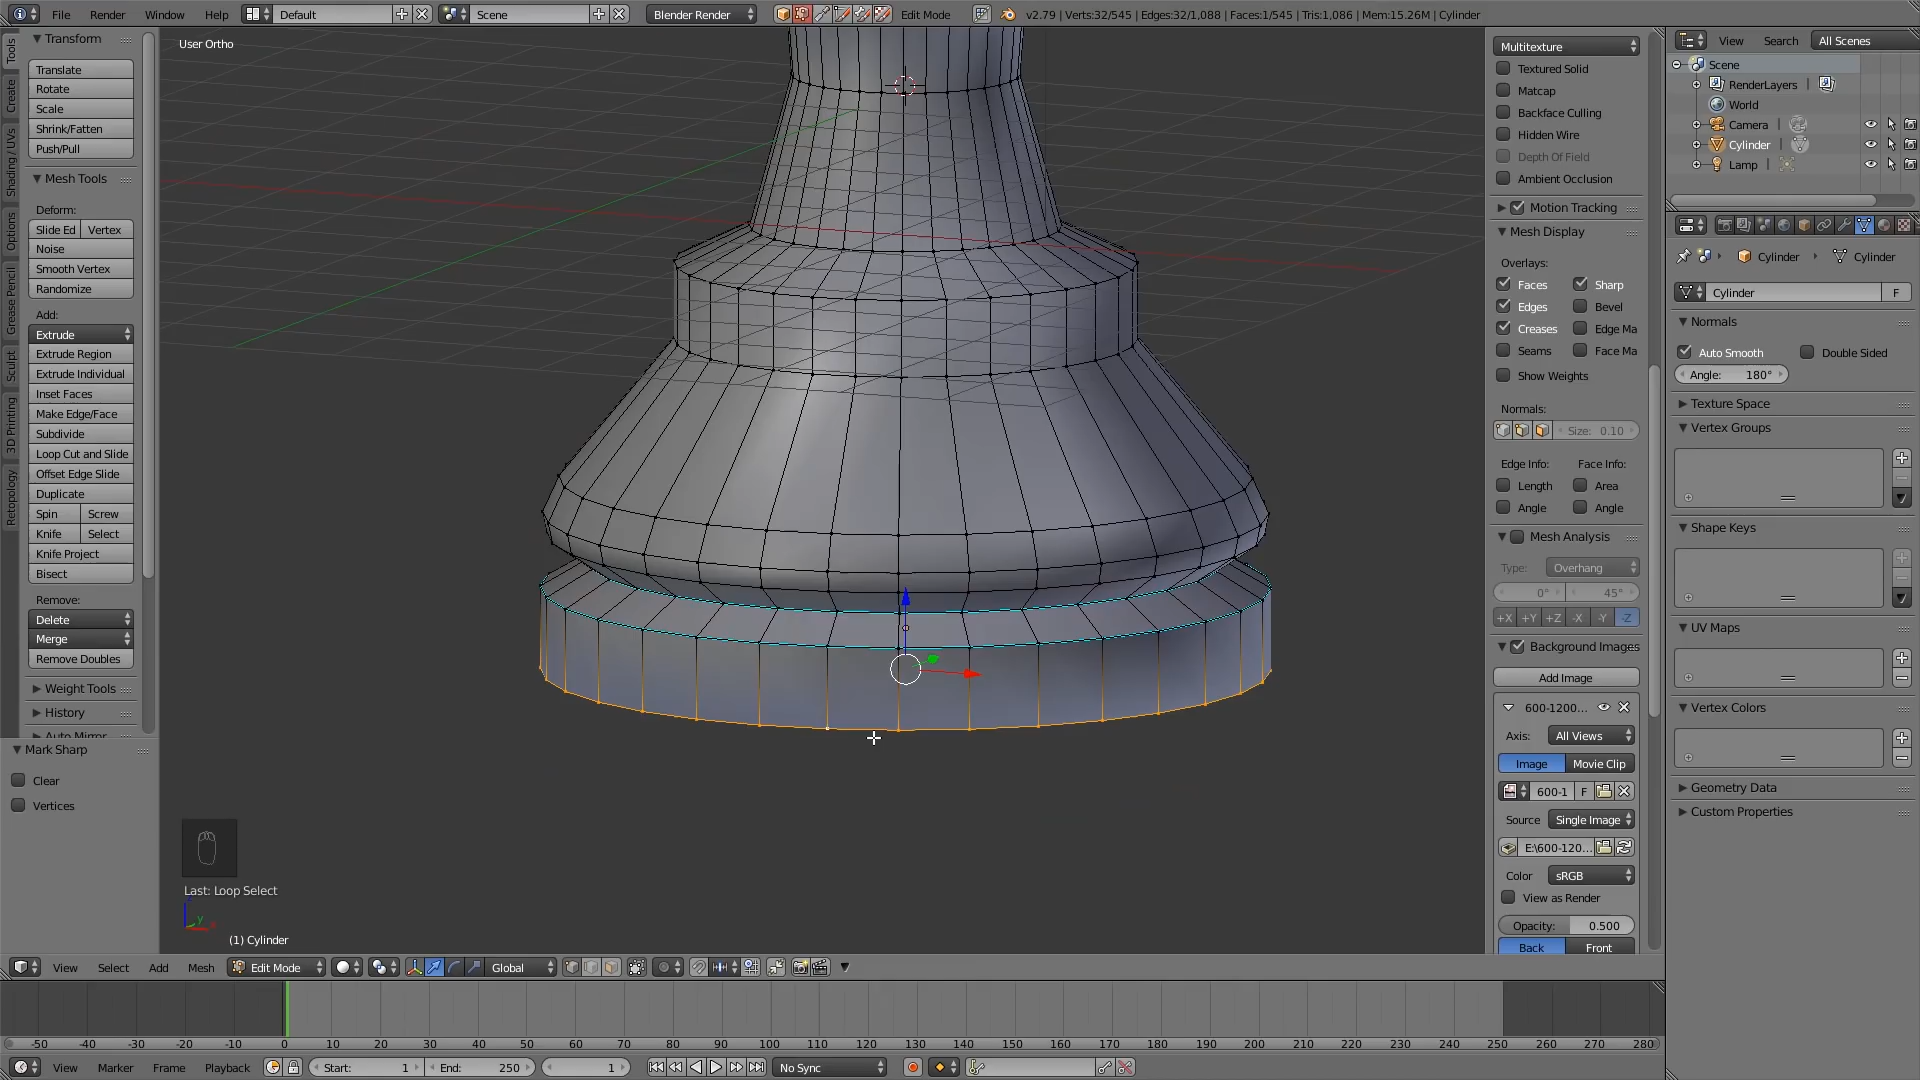 File Render Window Help Default Scene Blender Render Edit Mode v2.79 | Verts:32/545 | Edges:32/1,088 | Faces:1/545 | Tris:1,086 | Mem:15.26M | Cylinder
Tools
Create
Shading / UVs
Options
Grease Pencil
Sculpt
3D Printing
Retopology
Transform
Translate
Rotate
Scale
Shrink/Fatten
Push/Pull
Mesh Tools
Deform:
Slide Ed Vertex
Noise
Smooth Vertex
Randomize
Add:
Extrude
Extrude Region
Extrude Individual
Inset Faces
Make Edge/Face
Subdivide
Loop Cut and Slide
Offset Edge Slide
Duplicate
Spin Screw
Knife Select
Knife Project
Bisect
Remove:
Delete
Merge
Remove Doubles
Weight Tools
History
Auto Mirror
Mark Sharp
Clear
Vertices
User Ortho
Last: Loop Select
y
(1) Cylinder
Multitexture
Textured Solid
Matcap
Backface Culling
Hidden Wire
Depth Of Field
Ambient Occlusion
Motion Tracking
Mesh Display
Overlays:
Faces Sharp
Edges Bevel
Creases Edge Ma
Seams Face Ma
Show Weights
Normals:
Size: 0.10
Edge Info: Face Info:
Length Area
Angle Angle
Mesh Analysis
Type: Overhang
0° 45°
+X +Y +Z -X -Y -Z
Background Images
Add Image
600-1200...
Axis: All Views
Image Movie Clip
600-1 F
Source Single Image
E:\600-120...
Color sRGB
View as Render
Opacity: 0.500
Back Front
View Search All Scenes
Scene
RenderLayers
World
Camera
Cylinder
Lamp
Cylinder Cylinder
Cylinder F
Normals
Auto Smooth Double Sided
Angle: 180°
Texture Space
Vertex Groups
Shape Keys
UV Maps
Vertex Colors
Geometry Data
Custom Properties
View Select Add Mesh Edit Mode Global
-50 -40 -30 -20 -10 0 10 20 30 40 50 60 70 80 90 100 110 120 130 140 150 160 170 180 190 200 210 220 230 240 250 260 270 280
View Marker Frame Playback Start: 1 End: 250 1 No Sync